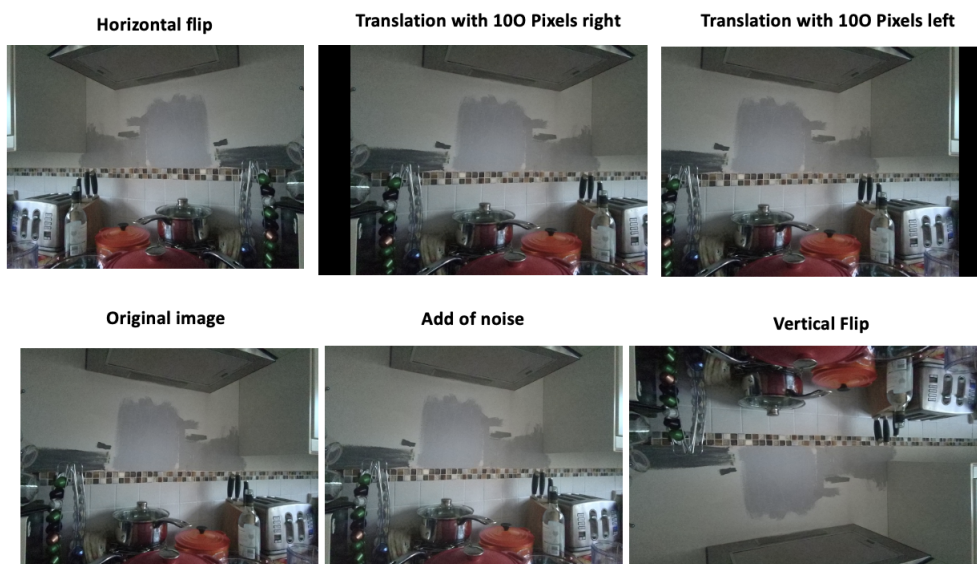 Horizontal flip
Translation with 10O Pixels right
Translation with 10O Pixels left
Original image
Add of noise
Vertical Flip